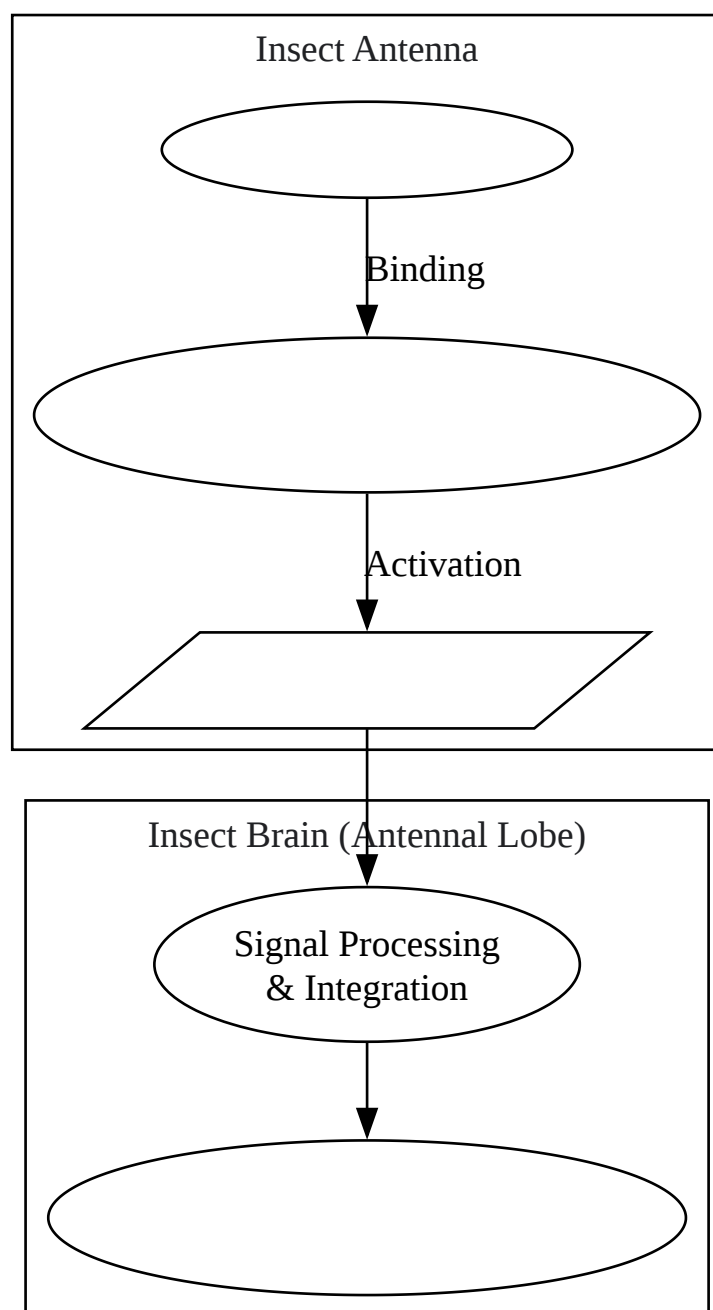 Insect Antenna
Binding
Activation
Insect Brain (Antennal Lobe)
Signal Processing
& Integration